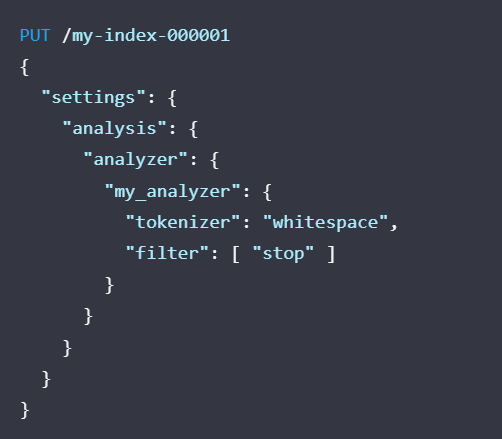 PUT /my-index-000001
{
  "settings": {
    "analysis": {
      "analyzer": {
        "my_analyzer": {
          "tokenizer": "whitespace",
          "filter": [ "stop" ]
        }
      }
    }
  }
}